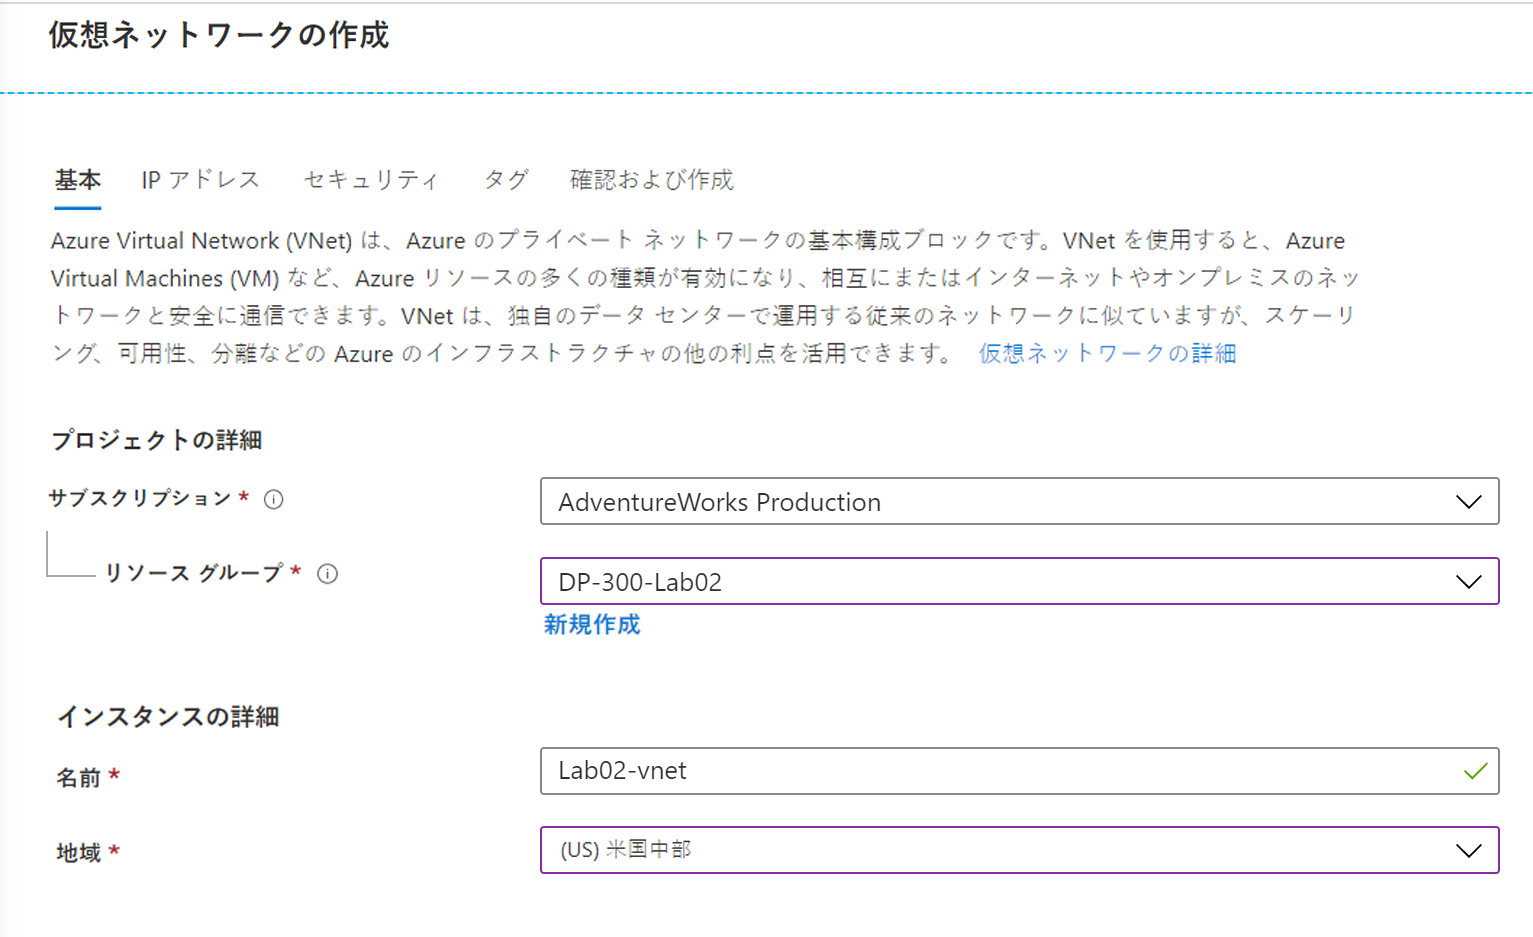 仮想ネットワークの作成
基本 IP アドレス セキュリティ タグ 確認および作成
Azure Virtual Network (VNet) は、Azure のプライベート ネットワークの基本構成ブロックです。VNet を使用すると、Azure
Virtual Machines (VM) など、Azure リソースの多くの種類が有効になり、相互にまたはインターネットやオンプレミスのネッ
トワークと安全に通信できます。VNet は、独自のデータ センターで運用する従来のネットワークに似ていますが、スケーリ
ング、可用性、分離などの Azure のインフラストラクチャの他の利点を活用できます。 仮想ネットワークの詳細
プロジェクトの詳細
サブスクリプション * AdventureWorks Production
リソース グループ * DP-300-Lab02
新規作成
インスタンスの詳細
名前 * Lab02-vnet
地域 * (US) 米国中部